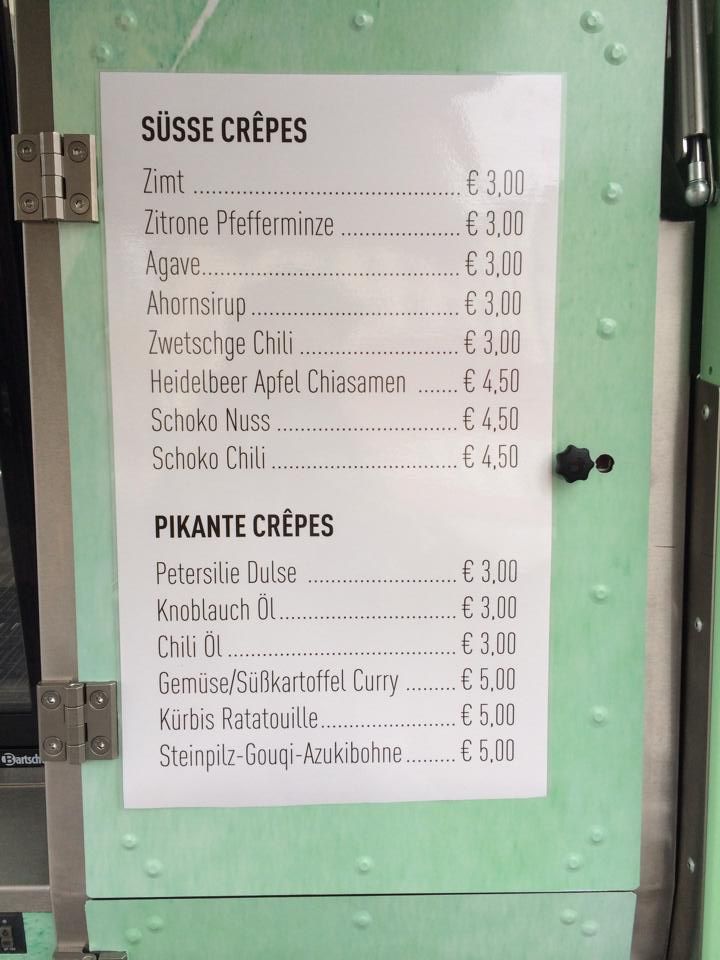 SÜSSE CRÊPES
Zimt ........................................ € 3,00
Zitrone Pfefferminze ................. € 3,00
Agave...................................... € 3,00
Ahornsirup ............................... € 3,00
Zwetschge Chili ........................ € 3,00
Heidelbeer Apfel Chiasamen ...... € 4,50
Schoko Nuss ............................ € 4,50
Schoko Chili ............................. € 4,50
PIKANTE CRÊPES
Petersilie Dulse ........................ € 3,00
Knoblauch Öl ............................ € 3,00
Chili Öl ..................................... € 3,00
Gemüse/Süßkartoffel Curry ........ € 5,00
Kürbis Ratatouille...................... € 5,00
Steinpilz-Gouqi-Azukibohne ........ € 5,00
Bartsch